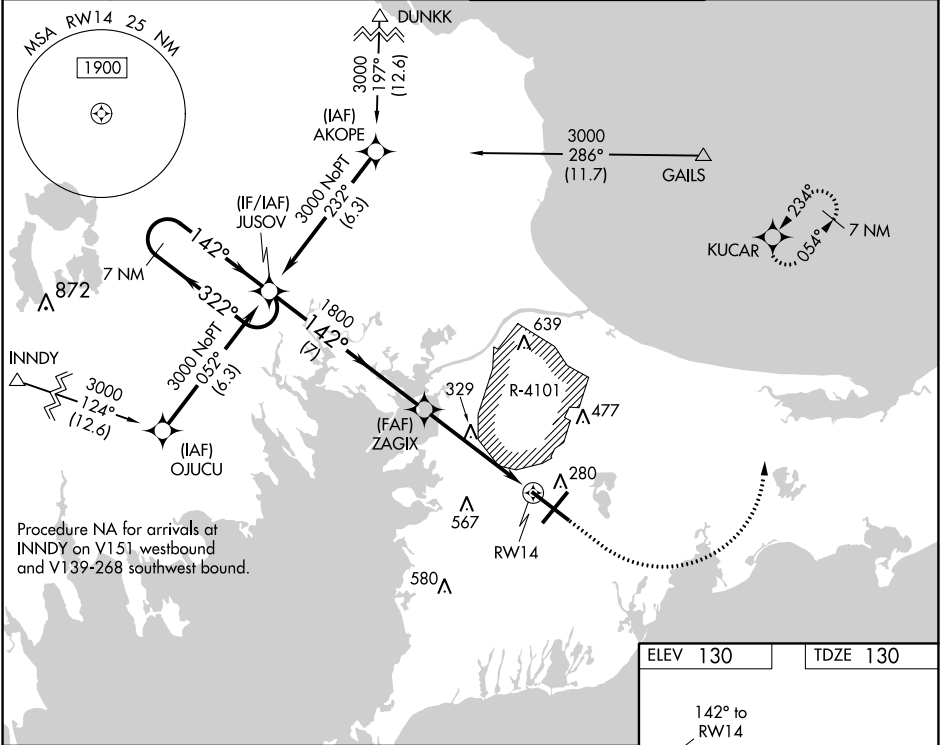 MSA RW14 25 NM
1900
DUNKK
3000
197°
(12.6)
(IAF)
AKOPE
3000
286°
(11.7)
GAILS
3000 NoPT
232°
(6.3)
(IF/IAF)
JUSOV
234°
054°
7 NM
KUCAR
142°
7 NM
322°
872
1800
142°
(7)
3000 NoPT
052°
(6.3)
INNDY
3000
124°
(12.6)
(IAF)
OJUCU
639
R-4101
329
477
(FAF)
ZAGIX
280
567
RW14
580
Procedure NA for arrivals at
INNDY on V151 westbound
and V139-268 southwest bound.
ELEV 130
TDZE 130
142° to
RW14